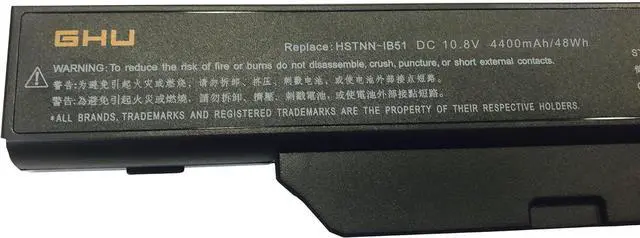 GHU
Replace: HSTNN-IB51 DC 10.8V 4400mAh/48Wh
WARNING: To reduce the risk of fire or burns do not disassemble, crush, puncture, or short external contacts.
警告:为避免引起火灾或燃烧,请勿拆卸、挤压、刺戳电池,或使电池外部接点短路。
警告:為避免引起火災或燃燒,請勿拆卸、擠壓、刺戳電池,或使電池外部接點短路。
*ALL BRANDS, TRADEMARKS AND REGISTERED TRADEMARKS ARE THE PROPERTY OF THEIR RESPECTIVE HOLDERS.